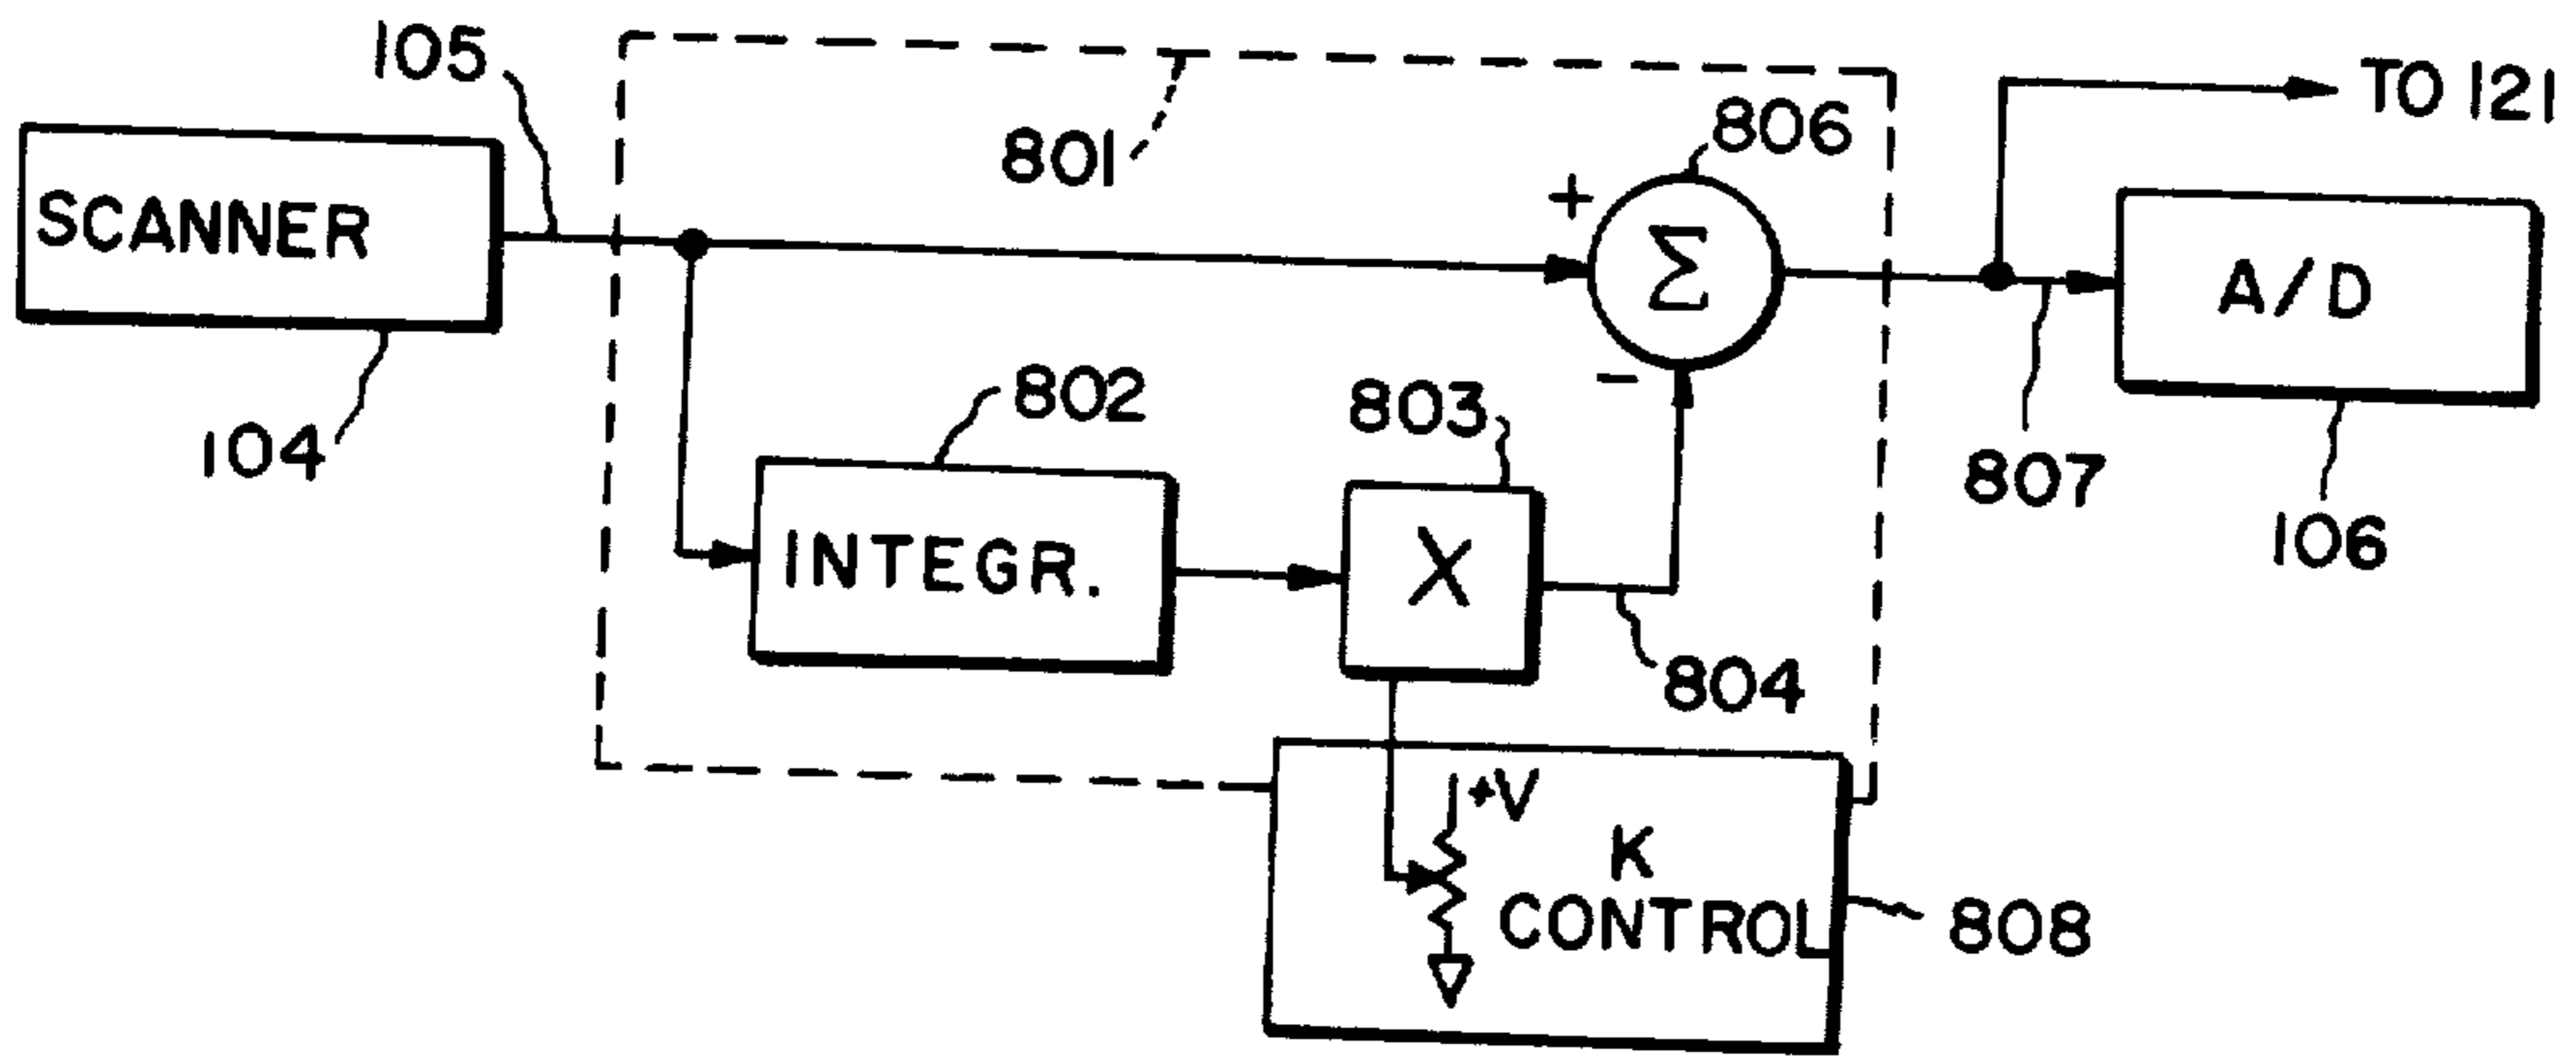 105
801
806
TO 121
+
SCANNER
Σ
A/D
104
-
802
803
807
106
INTEGR.
X
804
+V
K
CONTROL
808